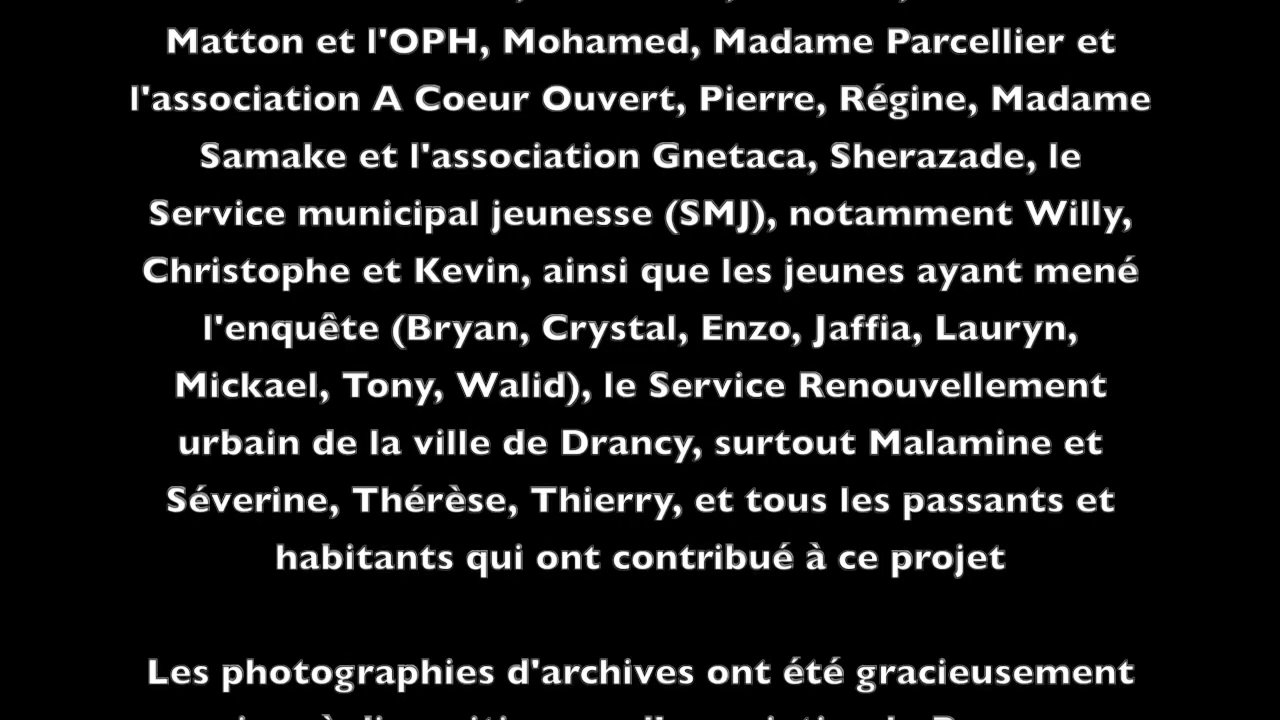 Matton et l'OPH, Mohamed, Madame Parcellier et
l'association A Coeur Ouvert, Pierre, Régine, Madame
Samake et l'association Gnetaca, Sherazade, le
Service municipal jeunesse (SMJ), notamment Willy,
Christophe et Kevin, ainsi que les jeunes ayant mené
l'enquête (Bryan, Crystal, Enzo, Jaffia, Lauryn,
Mickael, Tony, Walid), le Service Renouvellement
urbain de la ville de Drancy, surtout Malamine et
Séverine, Thérèse, Thierry, et tous les passants et
habitants qui ont contribué à ce projet
Les photographies d'archives ont été gracieusement